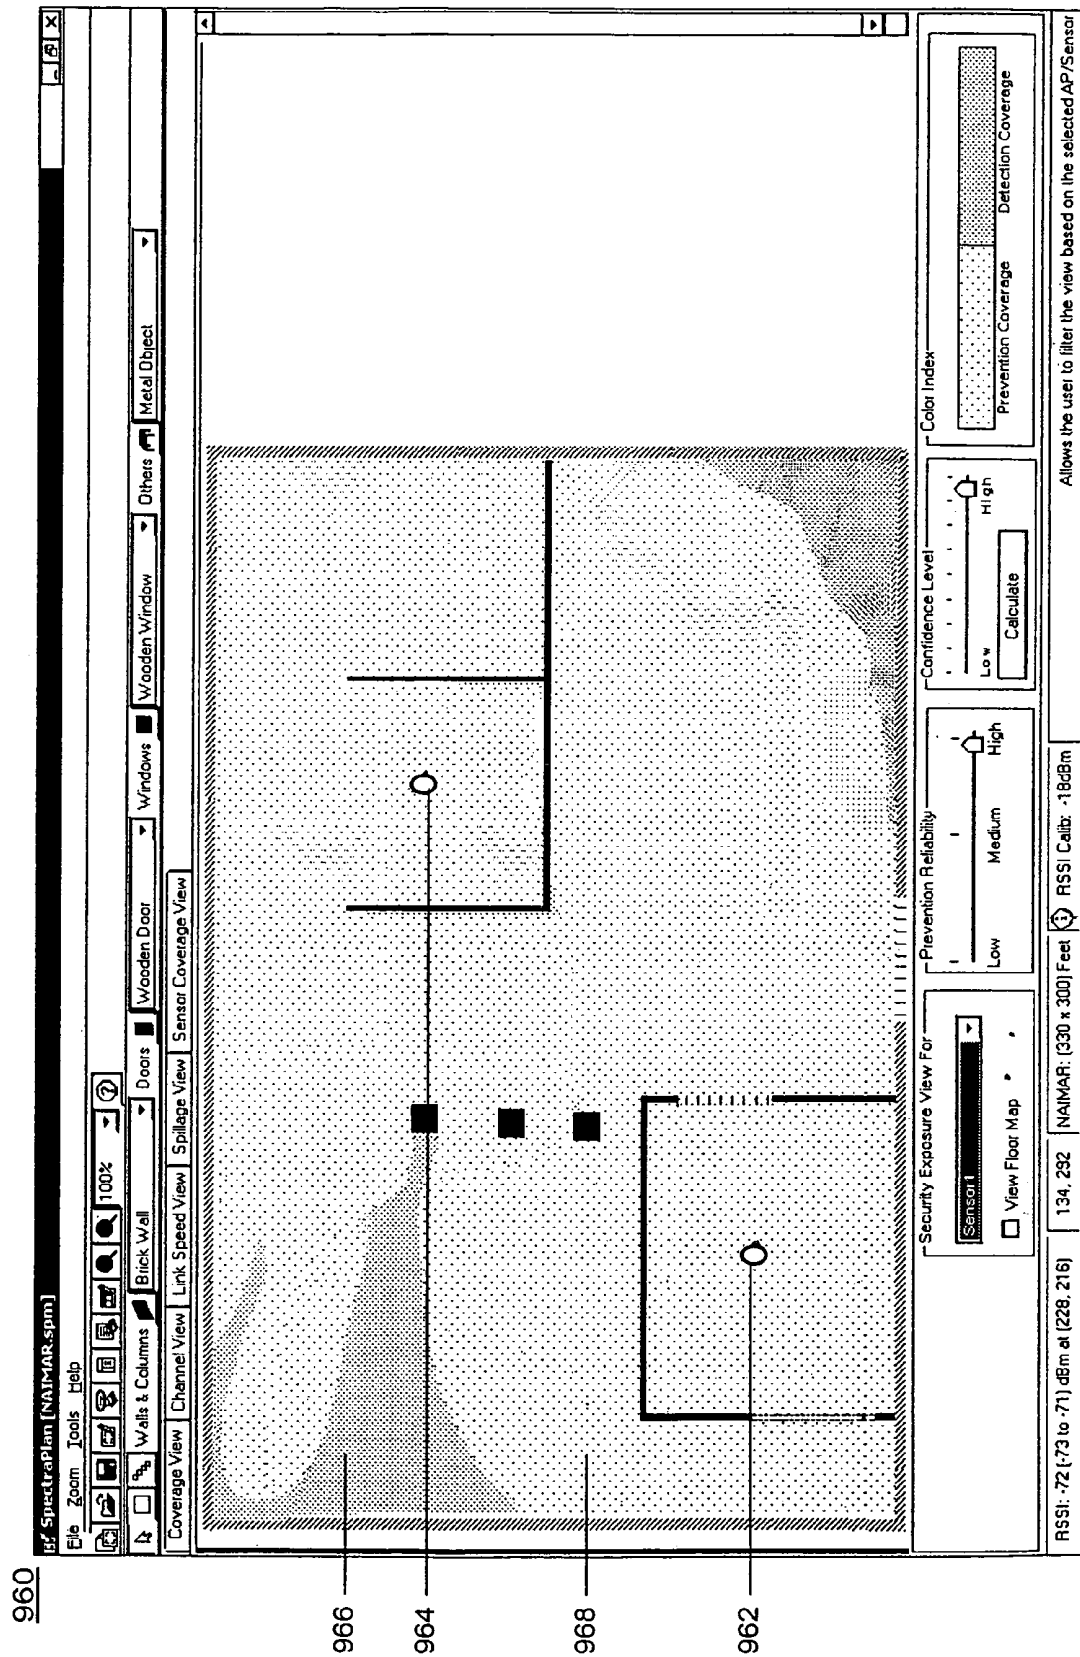 960
SpectraPlan [NAIMAR.spm]
File Zoom Tools Help
100%
Walls & Columns Brick Wall Doors Wooden Door Windows Wooden Window Others Metal Object
Coverage View Channel View Link Speed View Spillage View Sensor Coverage View
966
964
968
962
Security Exposure View For
Sensor1
View Floor Map
Prevention Reliability
Low Medium High
Confidence Level
Low High
Calculate
Color Index
Prevention Coverage Detection Coverage
RSSI: -72 [-73 to -71] dBm at [228, 216] 134, 292 NAIMAR: [330 x 300] Feet RSSI Calib: -18dBm Allows the user to filter the view based on the selected AP/Sensor